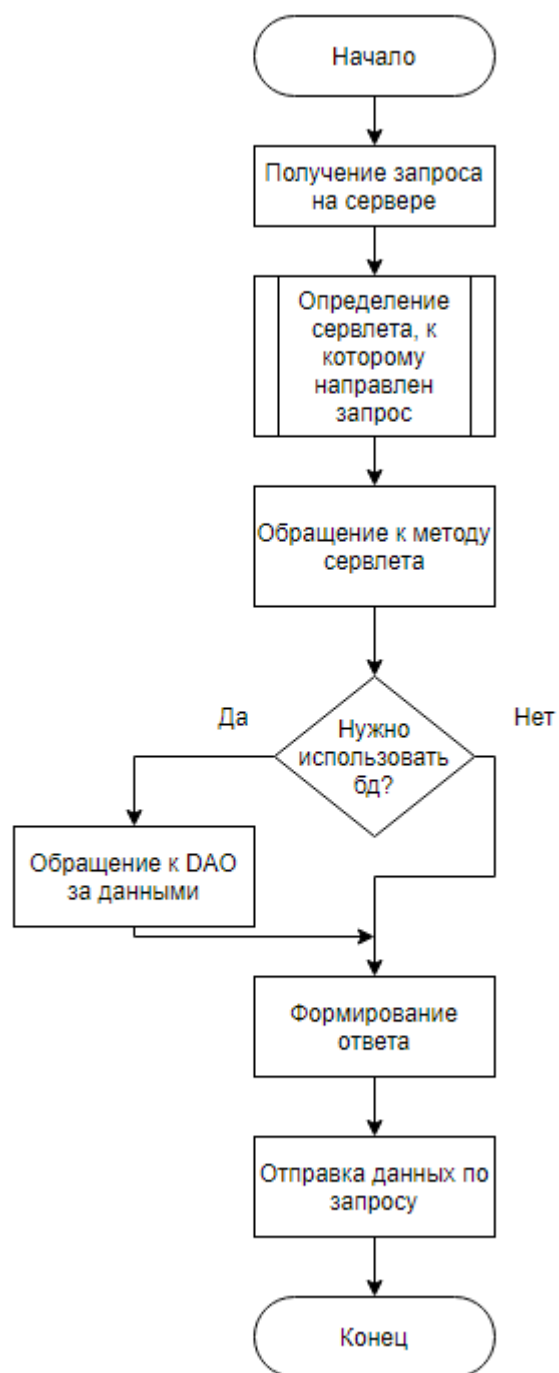 Начало
Получение запроса
на сервере
Определение
сервлета, к
которому
направлен
запрос
Обращение к методу
сервлета
Да
Нет
Нужно
использовать
бд?
Обращение к DAO
за данными
Формирование
ответа
Отправка данных по
запросу
Конец